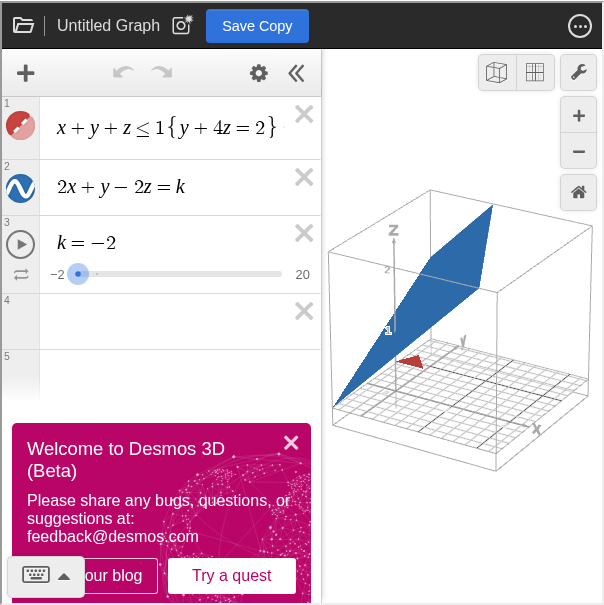 Untitled Graph
Save Copy
1
x + y + z ≤ 1 { y + 4z = 2 }
2
2x + y − 2z = k
3
k = −2
−2
20
4
5
Welcome to Desmos 3D
(Beta)
Please share any bugs, questions, or
suggestions at:
feedback@desmos.com
our blog
Try a quest
z
2
1
y
x